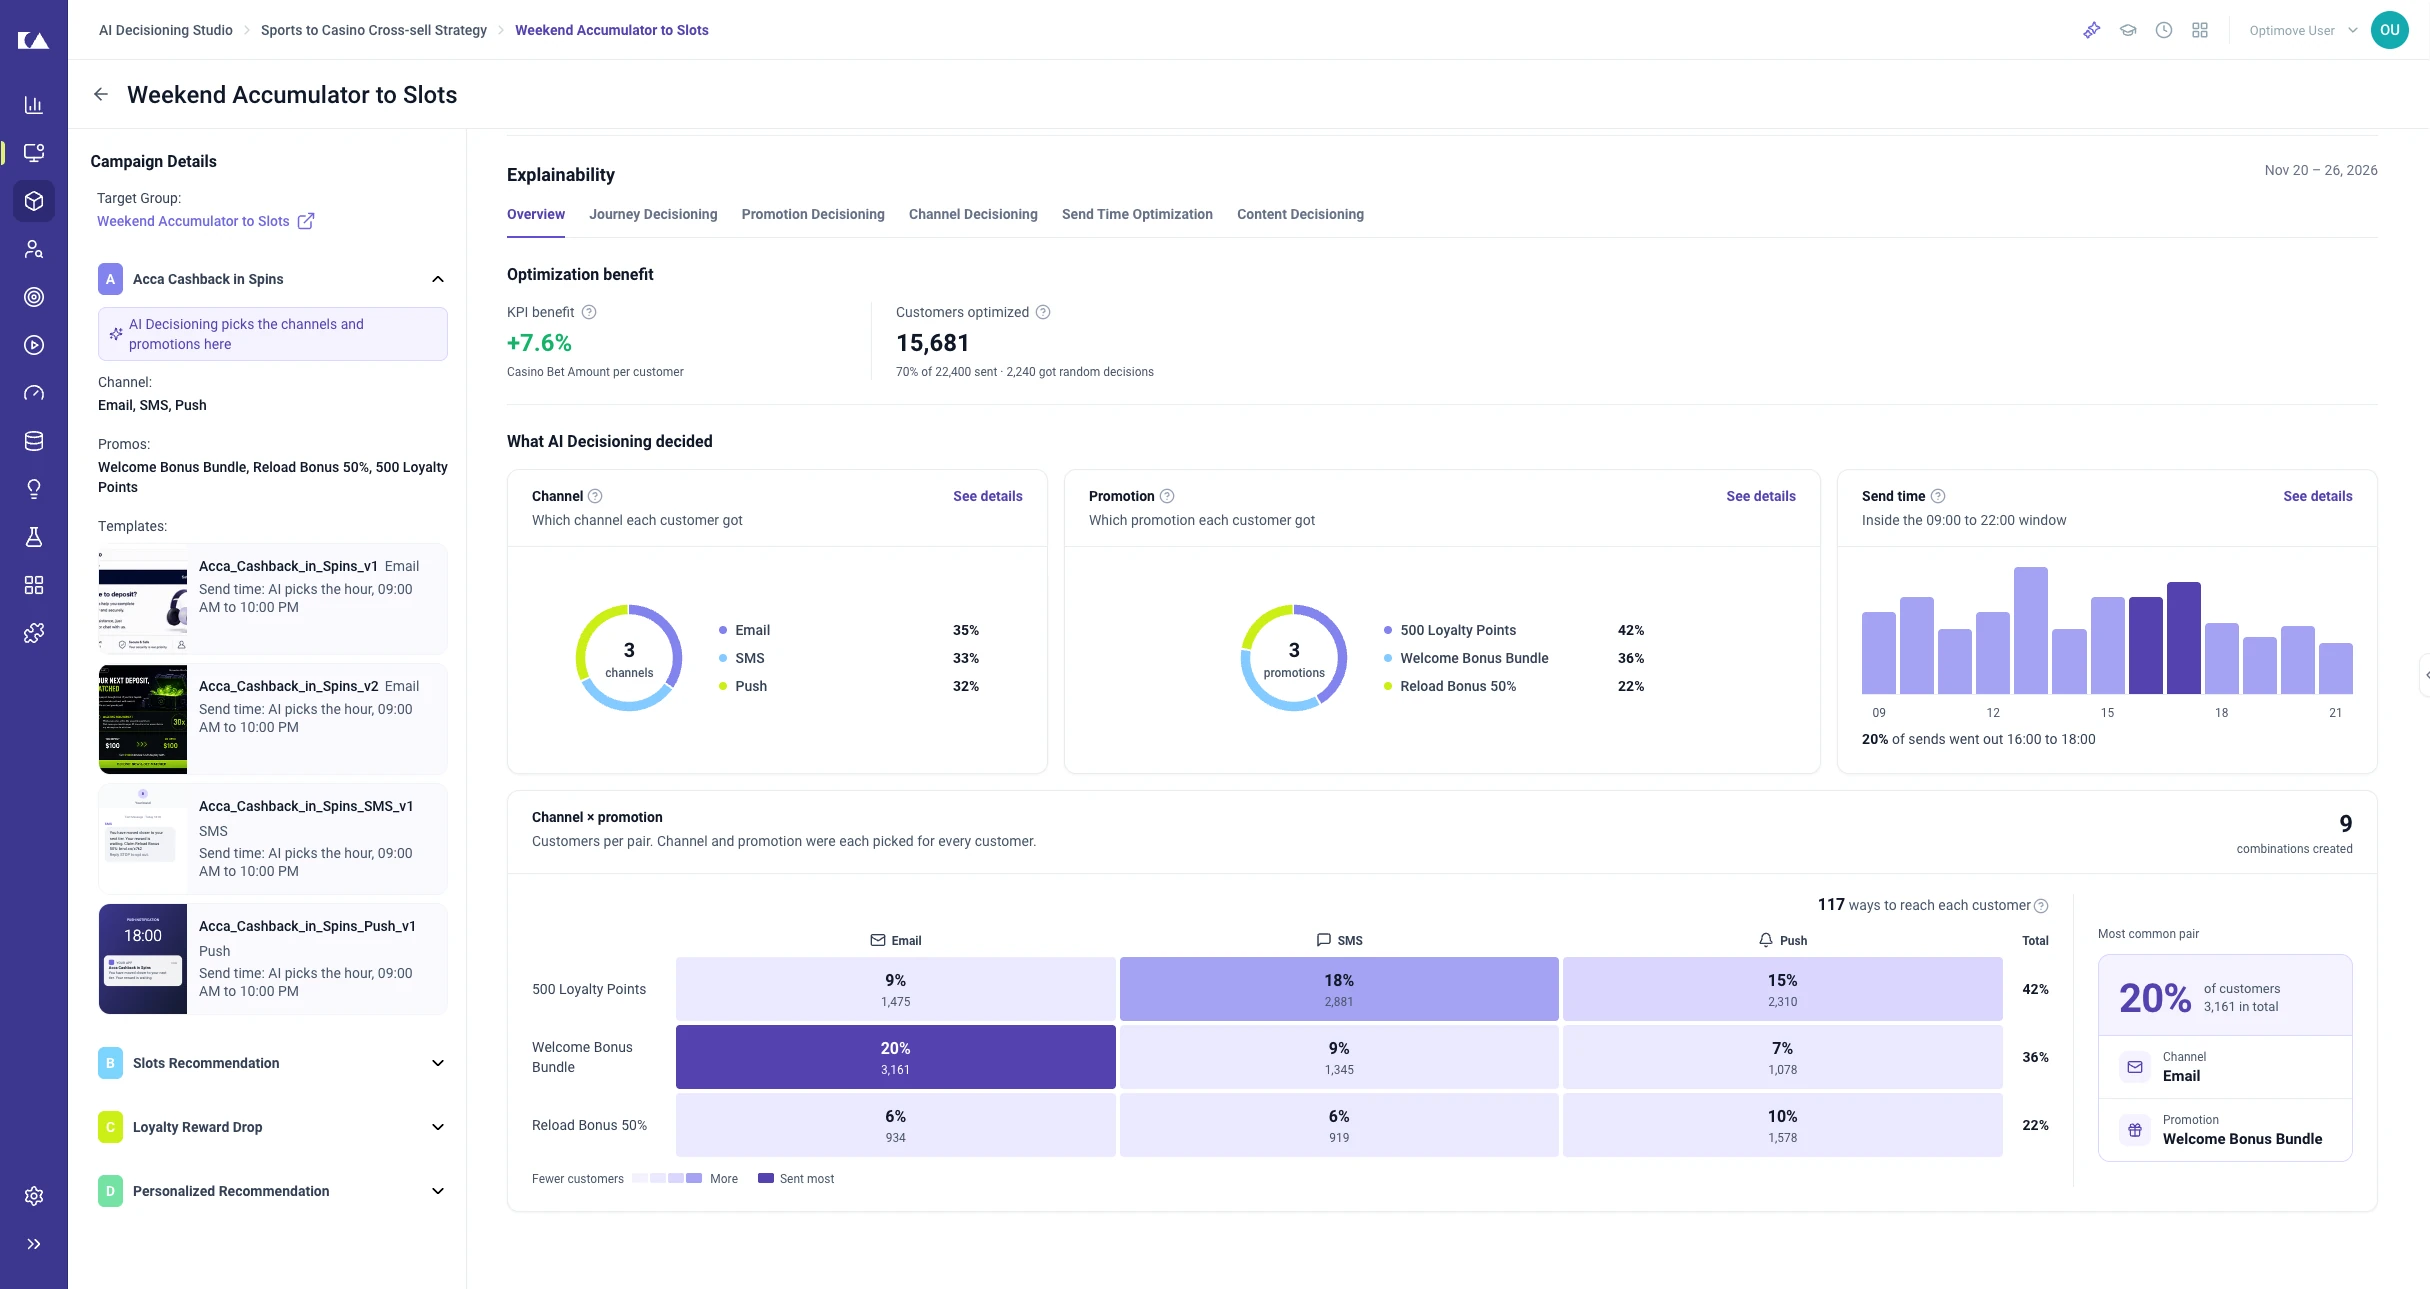 AI Decisioning Studio
Sports to Casino Cross-sell Strategy
Weekend Accumulator to Slots
Optimove User
OU
Weekend Accumulator to Slots
Campaign Details
Target Group:
Weekend Accumulator to Slots
A
Acca Cashback in Spins
AI Decisioning picks the channels and
promotions here
Channel:
Email, SMS, Push
Promos:
Welcome Bonus Bundle, Reload Bonus 50%, 500 Loyalty
Points
Templates:
Acca_Cashback_in_Spins_v1 Email
Send time: AI picks the hour, 09:00
AM to 10:00 PM
Acca_Cashback_in_Spins_v2 Email
Send time: AI picks the hour, 09:00
AM to 10:00 PM
$100
$100
30x
Acca_Cashback_in_Spins_SMS_v1
SMS
Send time: AI picks the hour, 09:00
AM to 10:00 PM
18:00
Acca_Cashback_in_Spins_Push_v1
Push
Send time: AI picks the hour, 09:00
AM to 10:00 PM
B
Slots Recommendation
C
Loyalty Reward Drop
D
Personalized Recommendation
Explainability
Nov 20 – 26, 2026
Overview
Journey Decisioning
Promotion Decisioning
Channel Decisioning
Send Time Optimization
Content Decisioning
Optimization benefit
KPI benefit
+7.6%
Casino Bet Amount per customer
Customers optimized
15,681
70% of 22,400 sent · 2,240 got random decisions
What AI Decisioning decided
Channel
See details
Which channel each customer got
3
channels
Email 35%
SMS 33%
Push 32%
Promotion
See details
Which promotion each customer got
3
promotions
500 Loyalty Points 42%
Welcome Bonus Bundle 36%
Reload Bonus 50% 22%
Send time
See details
Inside the 09:00 to 22:00 window
09 12 15 18 21
20% of sends went out 16:00 to 18:00
Channel × promotion
Customers per pair. Channel and promotion were each picked for every customer.
9
combinations created
117 ways to reach each customer
Email SMS Push Total
500 Loyalty Points
9%
1,475
18%
2,881
15%
2,310
42%
Welcome Bonus
Bundle
20%
3,161
9%
1,345
7%
1,078
36%
Reload Bonus 50%
6%
934
6%
919
10%
1,578
22%
Fewer customers More Sent most
Most common pair
20%
of customers
3,161 in total
Channel
Email
Promotion
Welcome Bonus Bundle